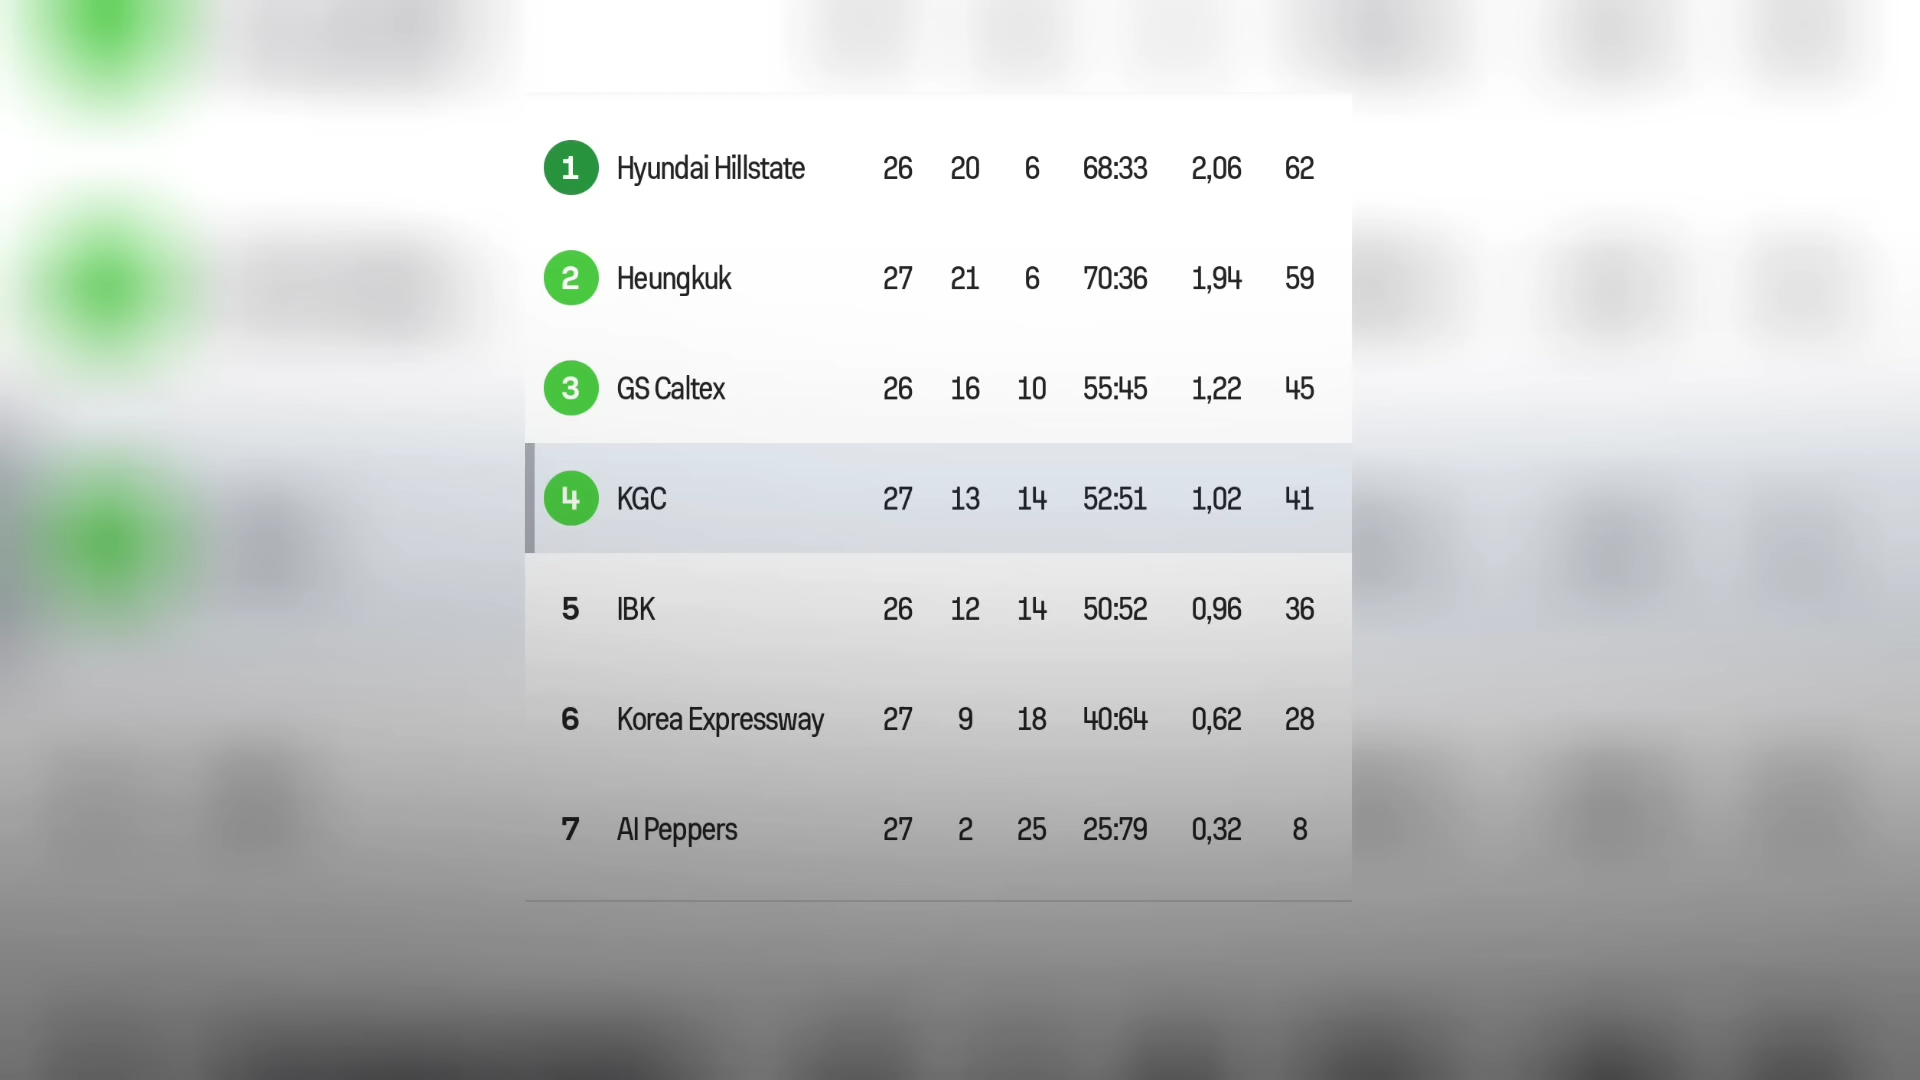 1 Hyundai Hillstate 26 20 6 68:33 2,06 62
2 Heungkuk 27 21 6 70:36 1,94 59
3 GS Caltex 26 16 10 55:45 1,22 45
4 KGC 27 13 14 52:51 1,02 41
5 IBK 26 12 14 50:52 0,96 36
6 Korea Expressway 27 9 18 40:64 0,62 28
7 AI Peppers 27 2 25 25:79 0,32 8